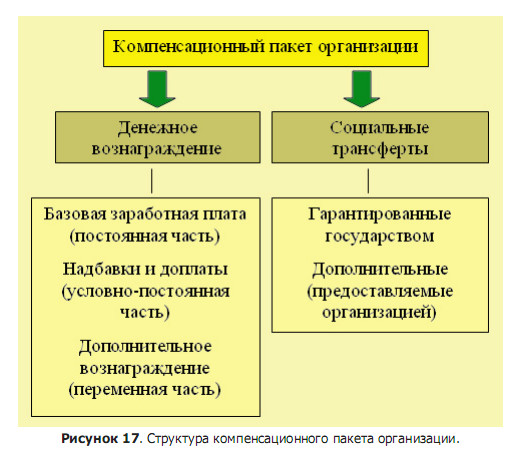 Компенсационный пакет организации
Денежное
вознаграждение
Социальные
трансферты
Базовая заработная плата
(постоянная часть)
Надбавки и доплаты
(условно-постоянная
часть)
Дополнительное
вознаграждение
(переменная часть)
Гарантированные
государством
Дополнительные
(предоставляемые
организацией)
Рисунок 17. Структура компенсационного пакета организации.